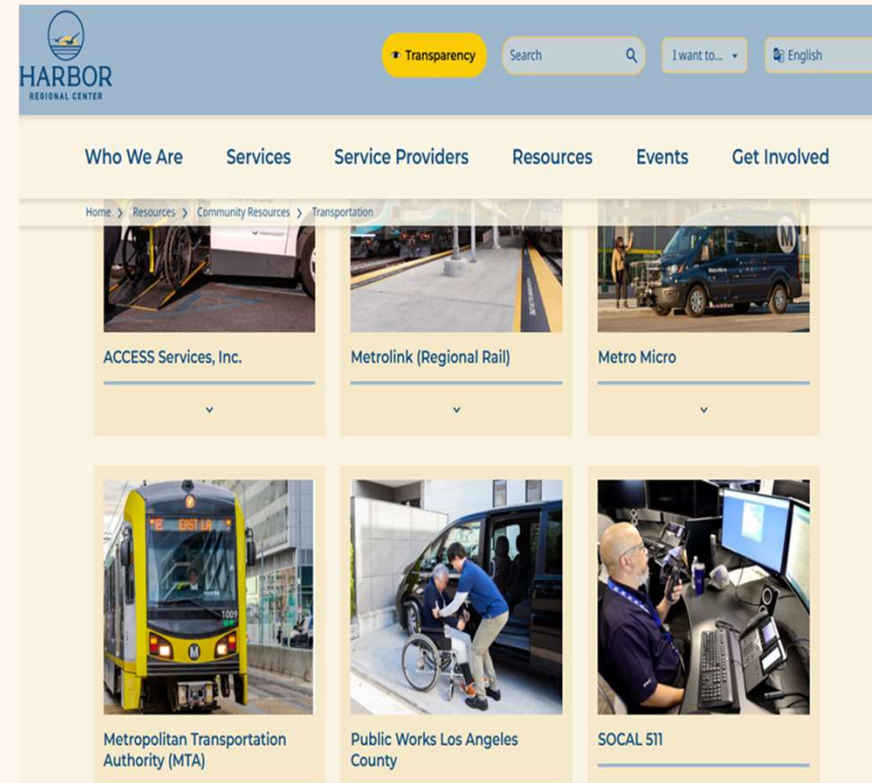 HARBOR
REGIONAL CENTER
Transparency
Search
I want to...
English
Who We Are
Services
Service Providers
Resources
Events
Get Involved
Home > Resources > Community Resources > Transportation
M
ACCESS Services, Inc.
Metrolink (Regional Rail)
Metro Micro
E EAST LA
1009
M
Metropolitan Transportation
Authority (MTA)
Public Works Los Angeles
County
SOCAL 511